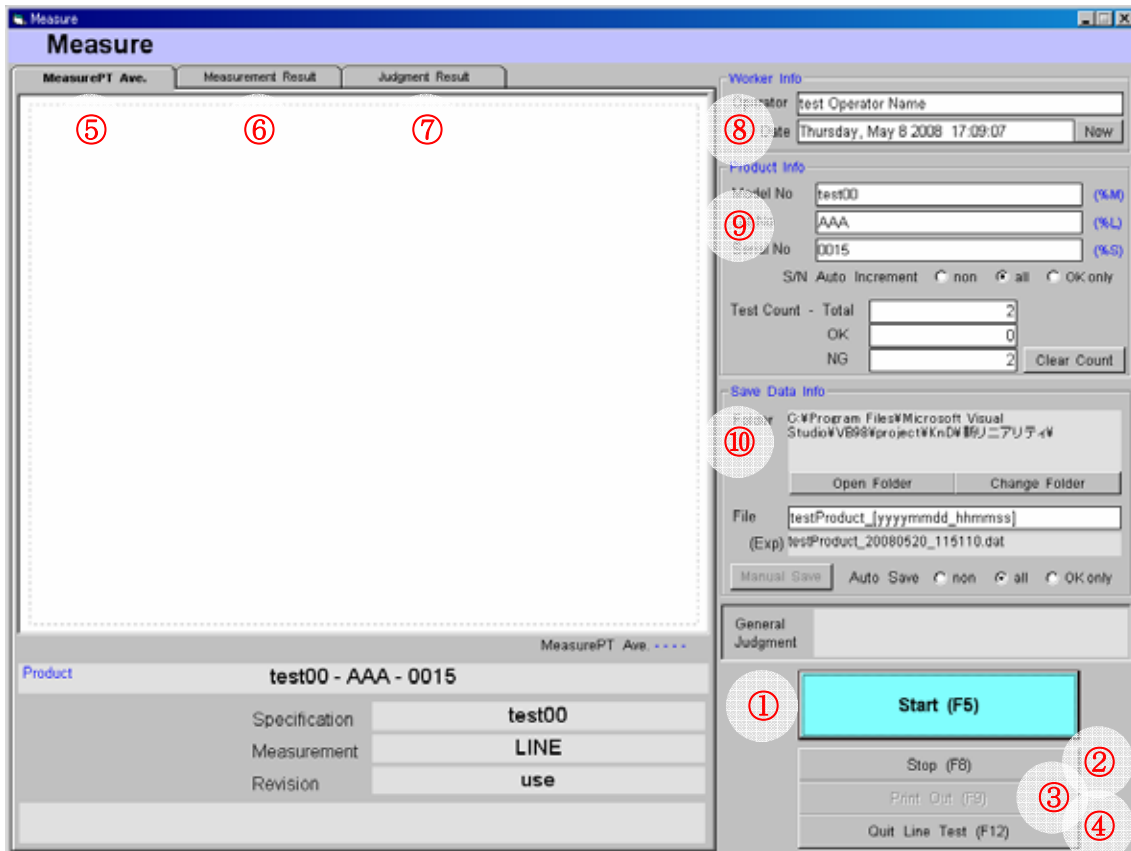 Measure
Measure
MeasurePT Ave.
Measurement Result
Judgment Result
⑤
⑥
⑦
MeasurePT Ave. - - - -
Product
test00 - AAA - 0015
Specification
test00
Measurement
LINE
Revision
use
Worker Info
Operator
test Operator Name
⑧
Date
Thursday, May 8 2008 17:09:07
Now
Product Info
Model No
test00
(%M)
⑨
AAA
(%L)
Serial No
0015
(%S)
S/N Auto Increment non all OK only
Test Count - Total
2
OK
0
NG
2
Clear Count
Save Data Info
Folder
C:¥Program Files¥Microsoft Visual
Studio¥VB98¥project¥KnD¥新リニアリティ¥
⑩
Open Folder
Change Folder
File
testProduct_[yyyymmdd_hhmmss]
(Exp)
testProduct_20080520_115110.dat
Manual Save
Auto Save non all OK only
General
Judgment
①
Start (F5)
Stop (F8)
②
Print Out (F9)
③
Quit Line Test (F12)
④